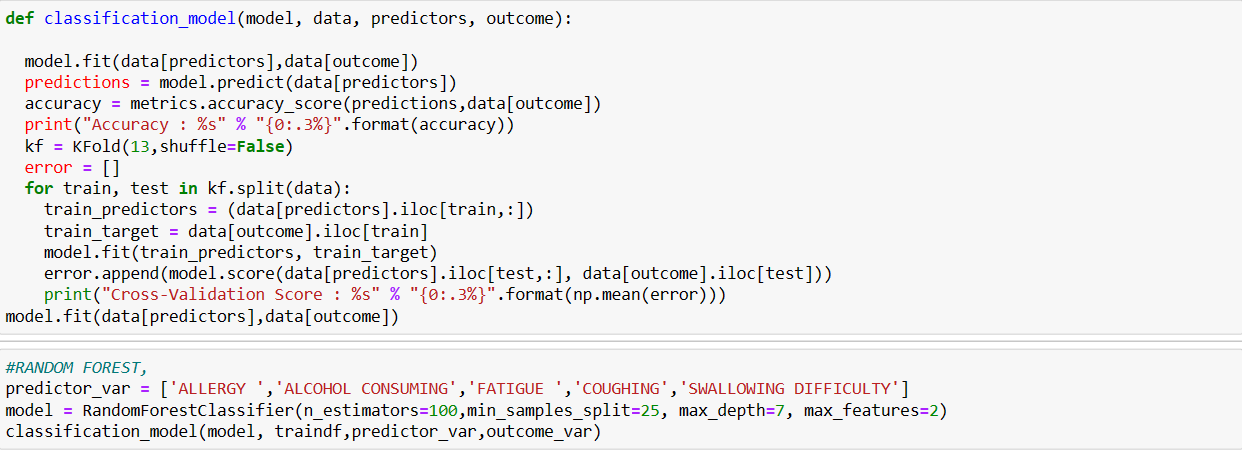 def classification_model(model, data, predictors, outcome):
  model.fit(data[predictors],data[outcome])
  predictions = model.predict(data[predictors])
  accuracy = metrics.accuracy_score(predictions,data[outcome])
  print("Accuracy : %s" % "{0:.3%}".format(accuracy))
  kf = KFold(13,shuffle=False)
  error = []
  for train, test in kf.split(data):
    train_predictors = (data[predictors].iloc[train,:])
    train_target = data[outcome].iloc[train]
    model.fit(train_predictors, train_target)
    error.append(model.score(data[predictors].iloc[test,:], data[outcome].iloc[test]))
    print("Cross-Validation Score : %s" % "{0:.3%}".format(np.mean(error)))
model.fit(data[predictors],data[outcome])
#RANDOM FOREST,
predictor_var = ['ALLERGY ','ALCOHOL CONSUMING','FATIGUE ','COUGHING','SWALLOWING DIFFICULTY']
model = RandomForestClassifier(n_estimators=100,min_samples_split=25, max_depth=7, max_features=2)
classification_model(model, traindf,predictor_var,outcome_var)